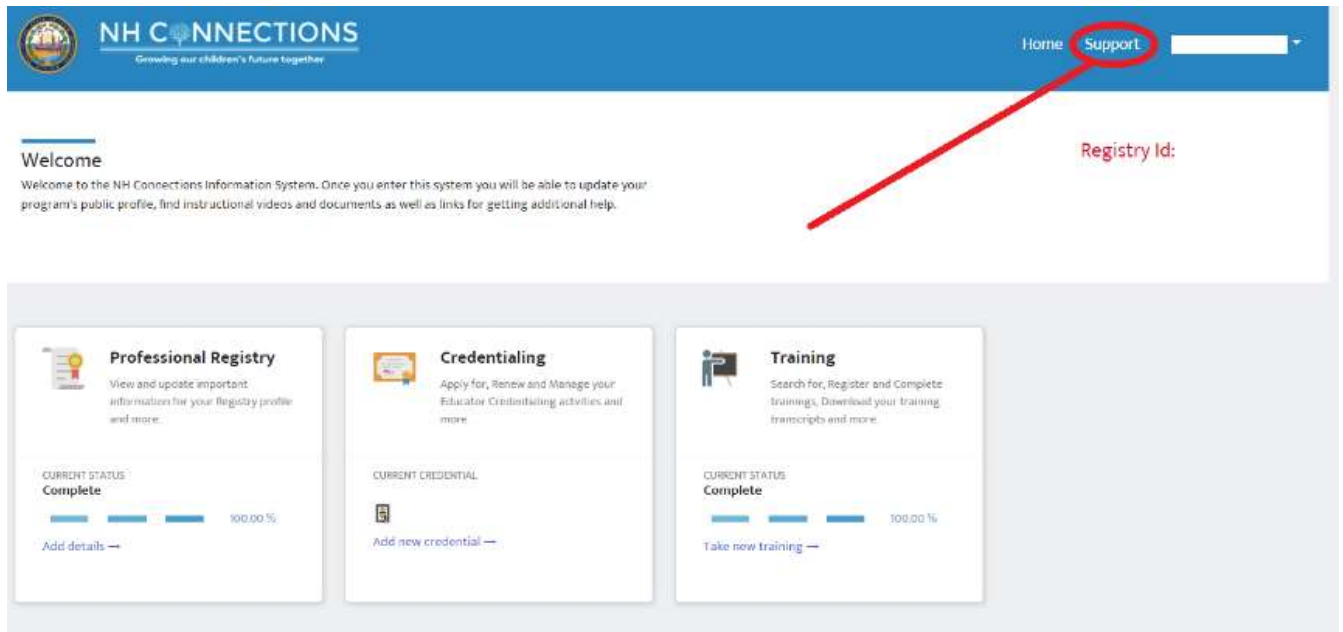 NH CONNECTIONS
Growing our children's future together
Home Support
Welcome
Registry Id:
Welcome to the NH Connections Information System. Once you enter this system you will be able to update your
program's public profile, find instructional videos and documents as well as links for getting additional help.
Professional Registry
View and update important
information for your Registry profile
and more.
CURRENT STATUS
Complete
100.00 %
Add details →
Credentialing
Apply for, Renew and Manage your
Educator Credentialing activities and
more
CURRENT CREDENTIAL
Add new credential →
Training
Search for, Register and Complete
trainings, Download your training
transcripts and more
CURRENT STATUS
Complete
100.00 %
Take new training →